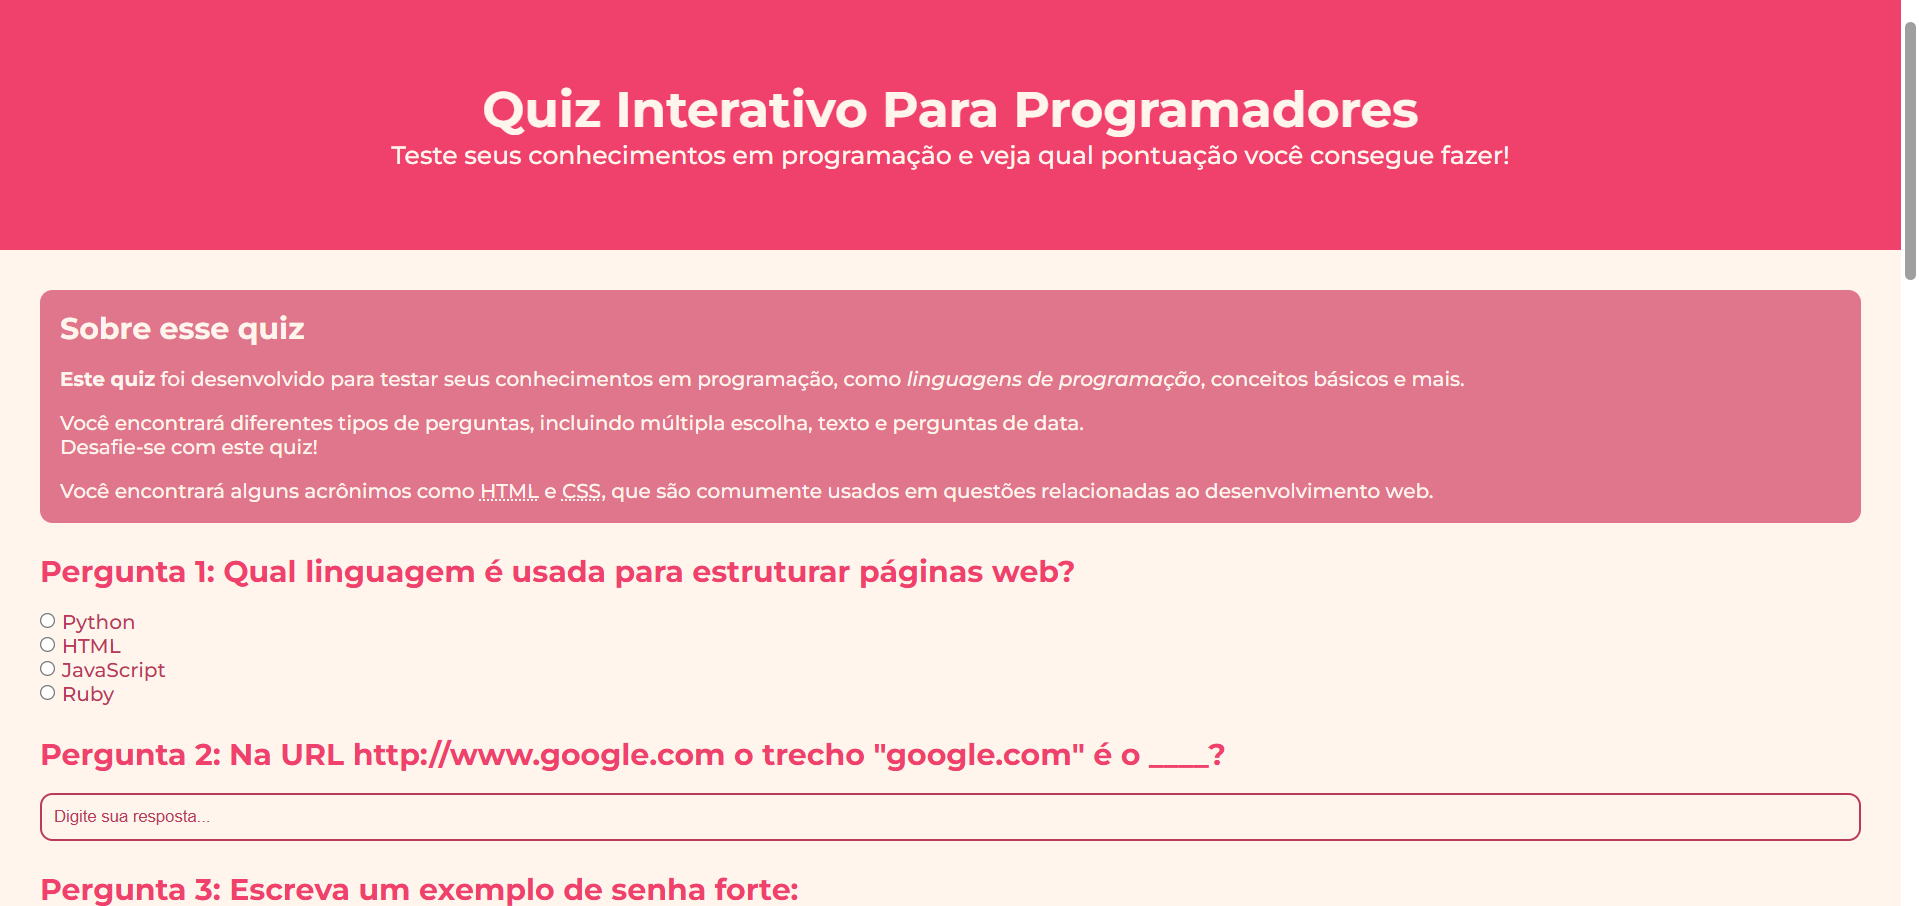 Quiz Interativo Para Programadores
Teste seus conhecimentos em programação e veja qual pontuação você consegue fazer!
Sobre esse quiz
Este quiz foi desenvolvido para testar seus conhecimentos em programação, como linguagens de programação, conceitos básicos e mais.
Você encontrará diferentes tipos de perguntas, incluindo múltipla escolha, texto e perguntas de data.
Desafie-se com este quiz!
Você encontrará alguns acrônimos como HTML e CSS, que são comumente usados em questões relacionadas ao desenvolvimento web.
Pergunta 1: Qual linguagem é usada para estruturar páginas web?
Python
HTML
JavaScript
Ruby
Pergunta 2: Na URL http://www.google.com o trecho "google.com" é o ____?
Digite sua resposta...
Pergunta 3: Escreva um exemplo de senha forte: